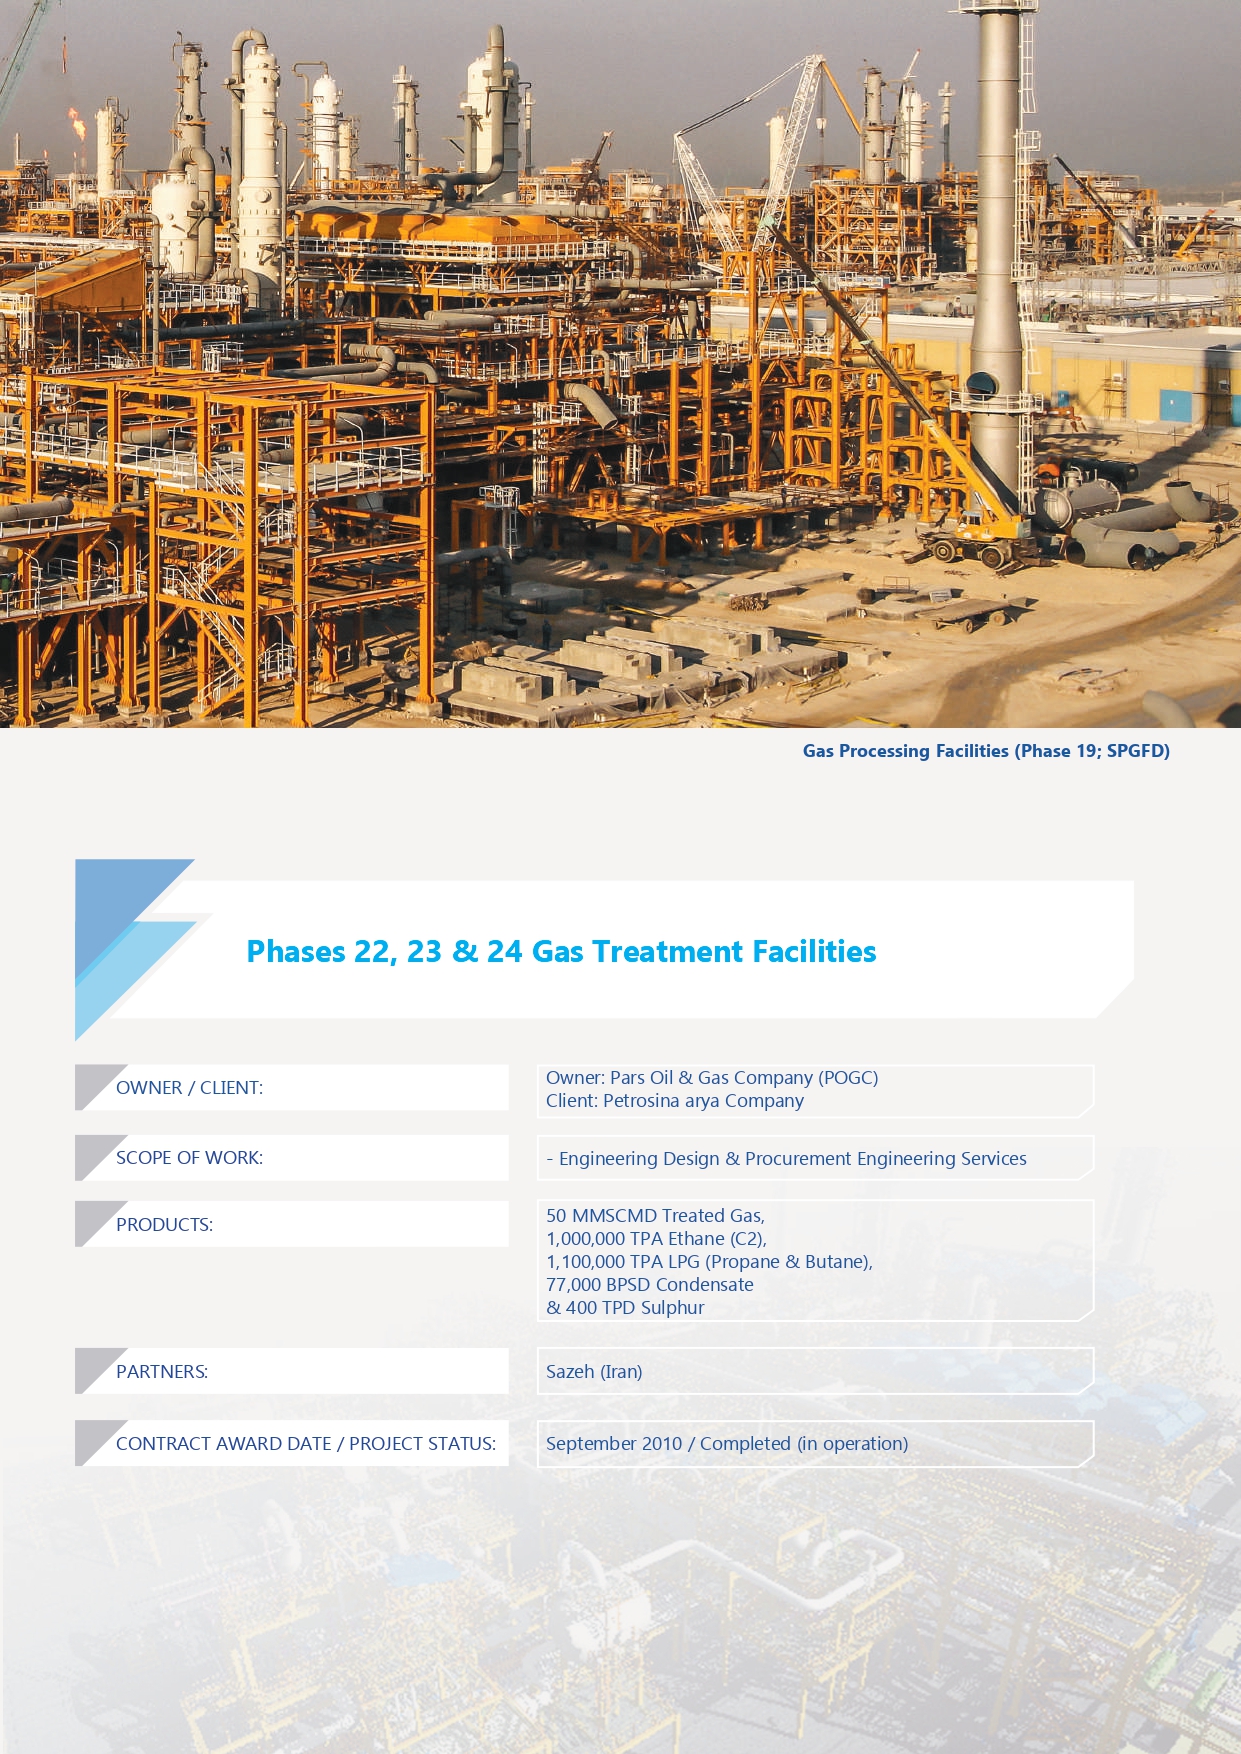 Gas Processing Facilities (Phase 19; SPGFD)
Phases 22, 23 & 24 Gas Treatment Facilities
OWNER / CLIENT:
Owner: Pars Oil & Gas Company (POGC)
Client: Petrosina arya Company
SCOPE OF WORK:
- Engineering Design & Procurement Engineering Services
PRODUCTS:
50 MMSCMD Treated Gas,
1,000,000 TPA Ethane (C2),
1,100,000 TPA LPG (Propane & Butane),
77,000 BPSD Condensate
& 400 TPD Sulphur
PARTNERS:
Sazeh (Iran)
CONTRACT AWARD DATE / PROJECT STATUS:
September 2010 / Completed (in operation)